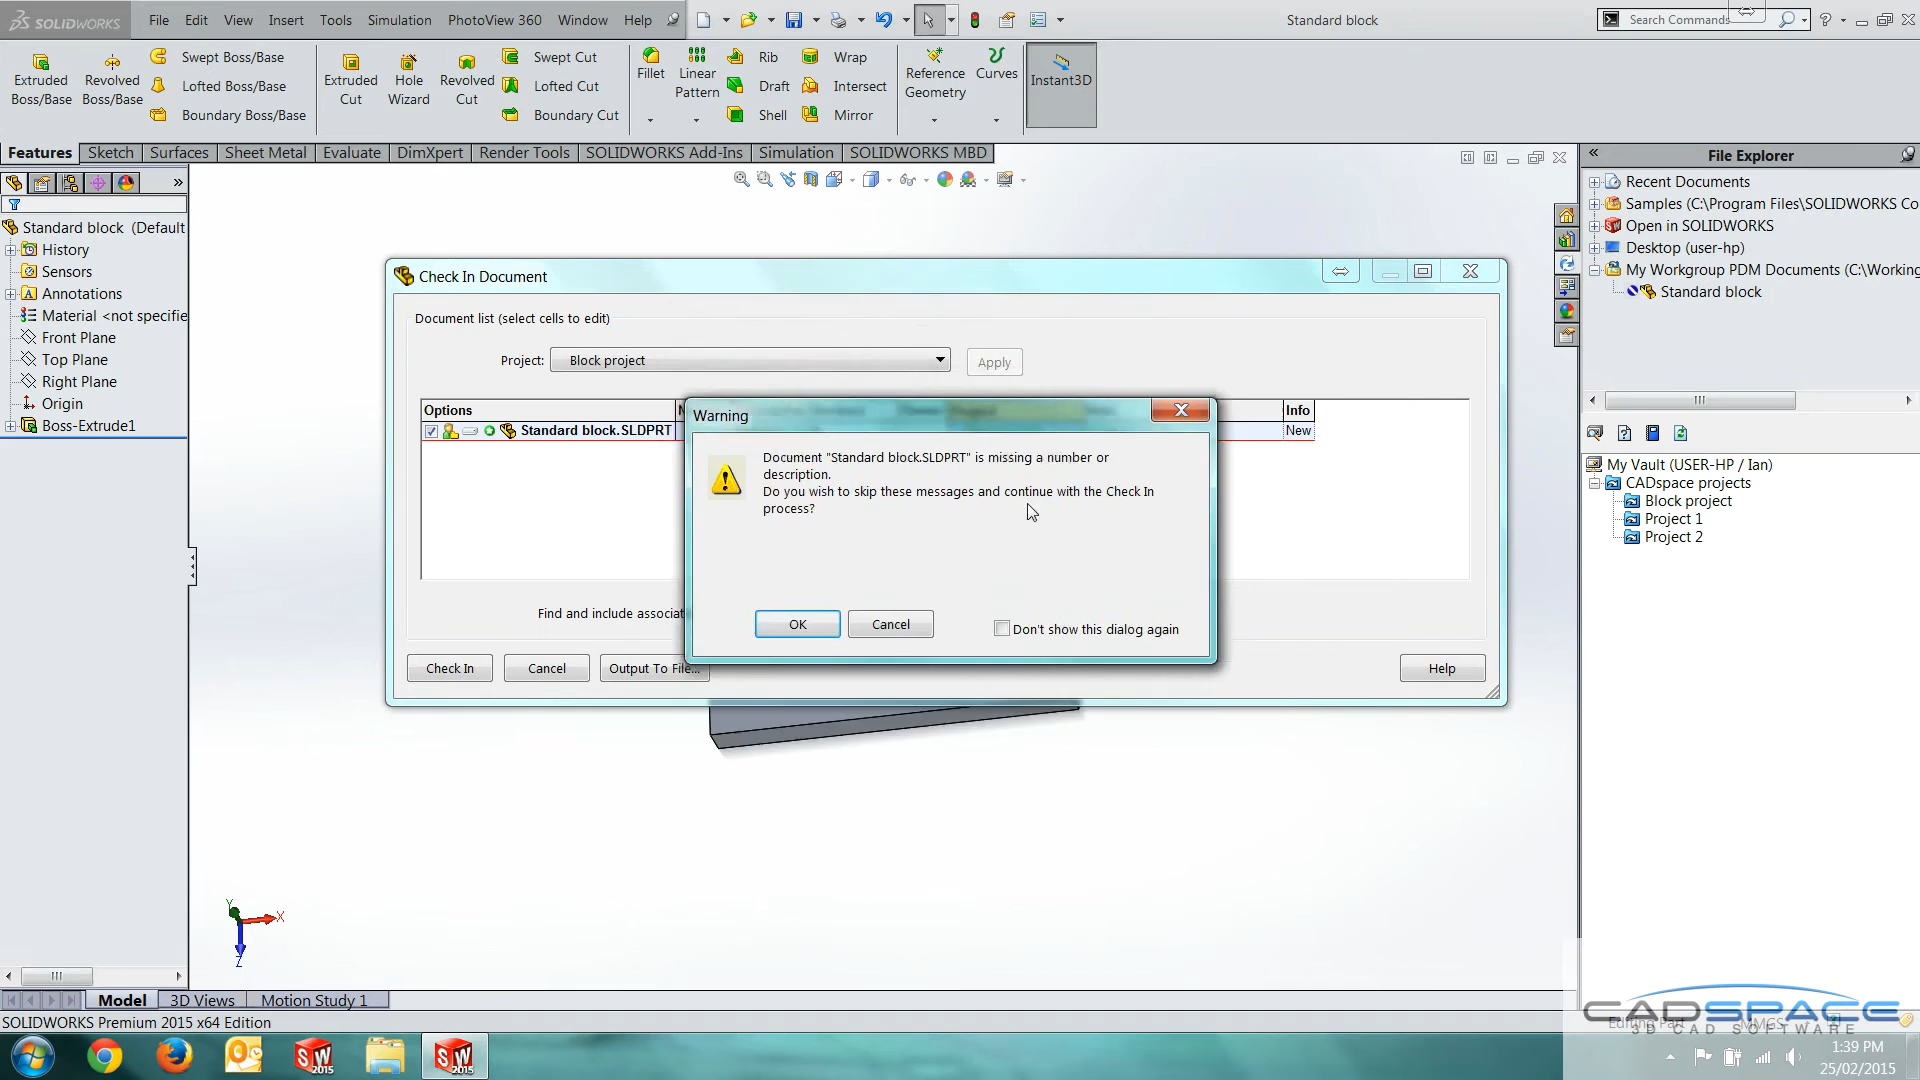 SOLIDWORKS File Edit View Insert Tools Simulation PhotoView 360 Window Help Standard block Search Commands
Extruded Boss/Base
Revolved Boss/Base
Swept Boss/Base
Lofted Boss/Base
Boundary Boss/Base
Extruded Cut
Hole Wizard
Revolved Cut
Swept Cut
Lofted Cut
Boundary Cut
Fillet
Linear Pattern
Rib
Draft
Shell
Wrap
Intersect
Mirror
Reference Geometry
Curves
Instant3D
Features Sketch Surfaces Sheet Metal Evaluate DimXpert Render Tools SOLIDWORKS Add-Ins Simulation SOLIDWORKS MBD
Standard block (Default
History
Sensors
Annotations
Material <not specifie
Front Plane
Top Plane
Right Plane
Origin
Boss-Extrude1
Check In Document
Document list (select cells to edit)
Project: Block project Apply
Options Info
Standard block.SLDPRT New
Find and include associat
Check In Cancel Output To File... Help
Warning
Document "Standard block.SLDPRT" is missing a number or
description.
Do you wish to skip these messages and continue with the Check In
process?
OK Cancel Don't show this dialog again
File Explorer
Recent Documents
Samples (C:\Program Files\SOLIDWORKS Co
Open in SOLIDWORKS
Desktop (user-hp)
My Workgroup PDM Documents (C:\Working
Standard block
My Vault (USER-HP / Ian)
CADspace projects
Block project
Project 1
Project 2
Y
X
Z
Model 3D Views Motion Study 1
SOLIDWORKS Premium 2015 x64 Edition
Editing Part MMGS
CADSPACE
3D CAD SOFTWARE
SW 2015
SW 2015
1:39 PM
25/02/2015